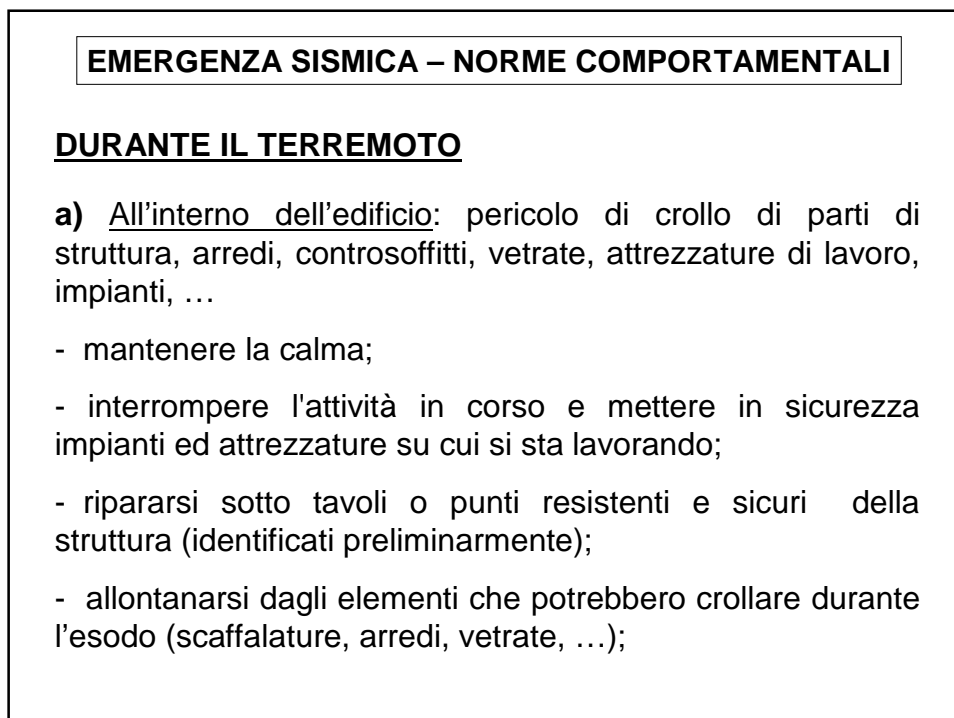 EMERGENZA SISMICA – NORME COMPORTAMENTALI
DURANTE IL TERREMOTO
a) All’interno dell’edificio: pericolo di crollo di parti di
struttura, arredi, controsoffitti, vetrate, attrezzature di lavoro,
impianti, …
- mantenere la calma;
- interrompere l'attività in corso e mettere in sicurezza
impianti ed attrezzature su cui si sta lavorando;
- ripararsi sotto tavoli o punti resistenti e sicuri della
struttura (identificati preliminarmente);
- allontanarsi dagli elementi che potrebbero crollare durante
l’esodo (scaffalature, arredi, vetrate, …);